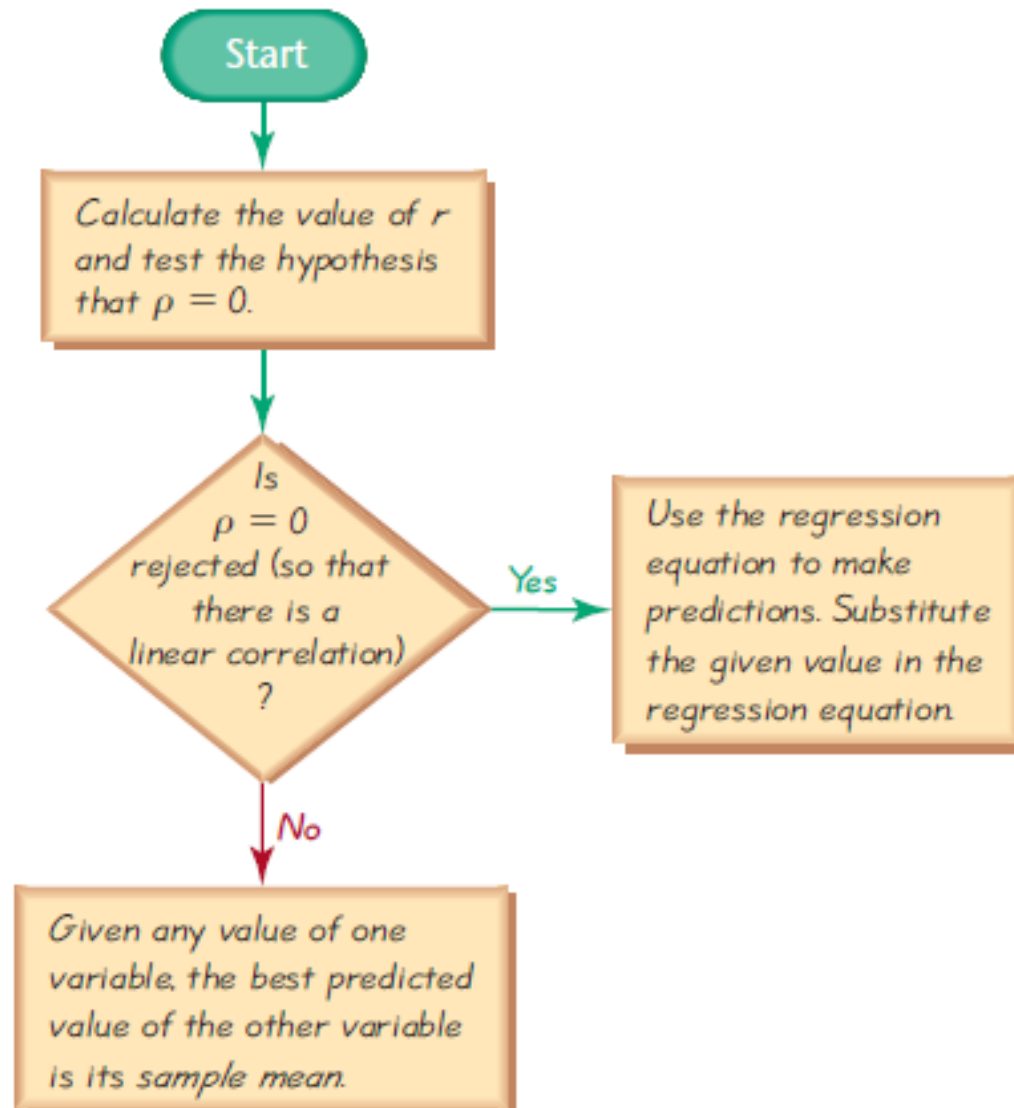 Start
Calculate the value of r
and test the hypothesis
that ρ = 0.
Is
ρ = 0
rejected (so that
there is a
linear correlation)
?
Yes
Use the regression
equation to make
predictions. Substitute
the given value in the
regression equation.
No
Given any value of one
variable, the best predicted
value of the other variable
is its sample mean.